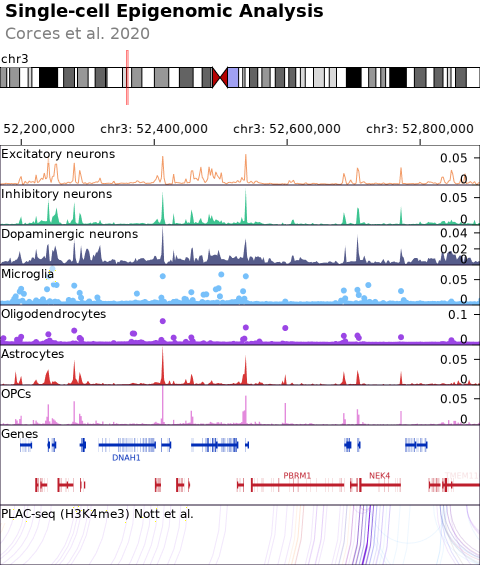 Single-cell Epigenomic Analysis
Corces et al. 2020
chr3
52,200,000 chr3: 52,400,000 chr3: 52,600,000 chr3: 52,800,000
Excitatory neurons 0.05
0
Inhibitory neurons 0.05
0
Dopaminergic neurons 0.04
0.02
0
Microglia 0.05
0
Oligodendrocytes 0.1
0
Astrocytes 0.05
0
OPCs 0.05
0
Genes
DNAH1
PBRM1 NEK4 TMEM110
PLAC-seq (H3K4me3) Nott et al.